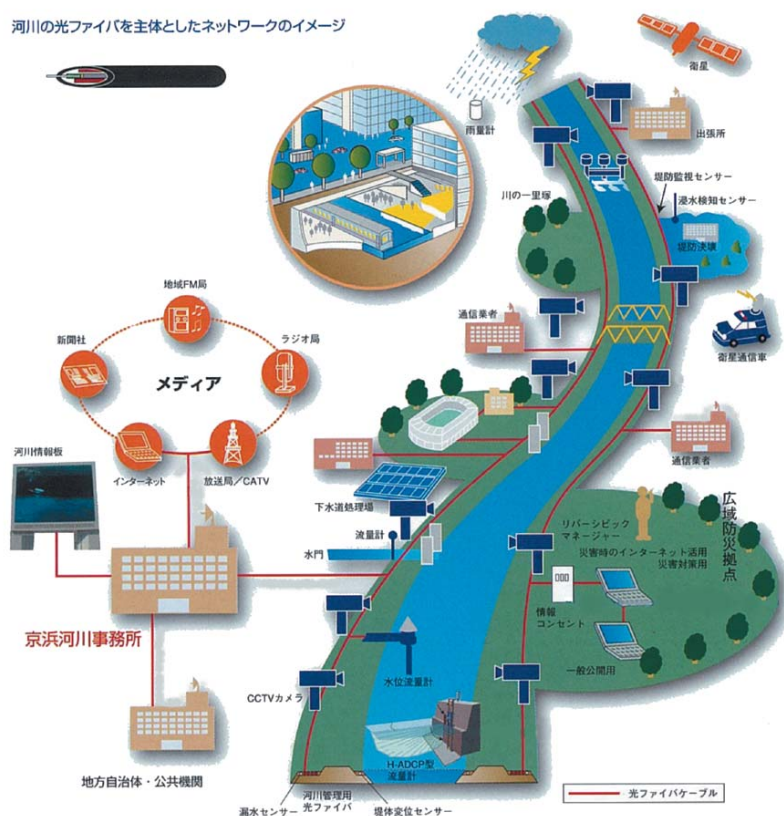 河川の光ファイバを主体としたネットワークのイメージ
衛星
雨量計
出張所
堤防監視センサー
浸水検知センサー
川の一里塚
堤防決壊
地域FM局
新聞社
ラジオ局
メディア
通信業者
衛星通信車
インターネット
放送局／CATV
河川情報板
通信業者
下水道処理場
流量計
水門
広域防災拠点
リバーシビック
マネージャー
災害時のインターネット活用
災害対策用
情報
コンセント
一般公開用
京浜河川事務所
水位流量計
CCTVカメラ
H-ADCP型
流量計
地方自治体・公共機関
漏水センサー
河川管理用
光ファイバ
堤体変位センサー
光ファイバケーブル